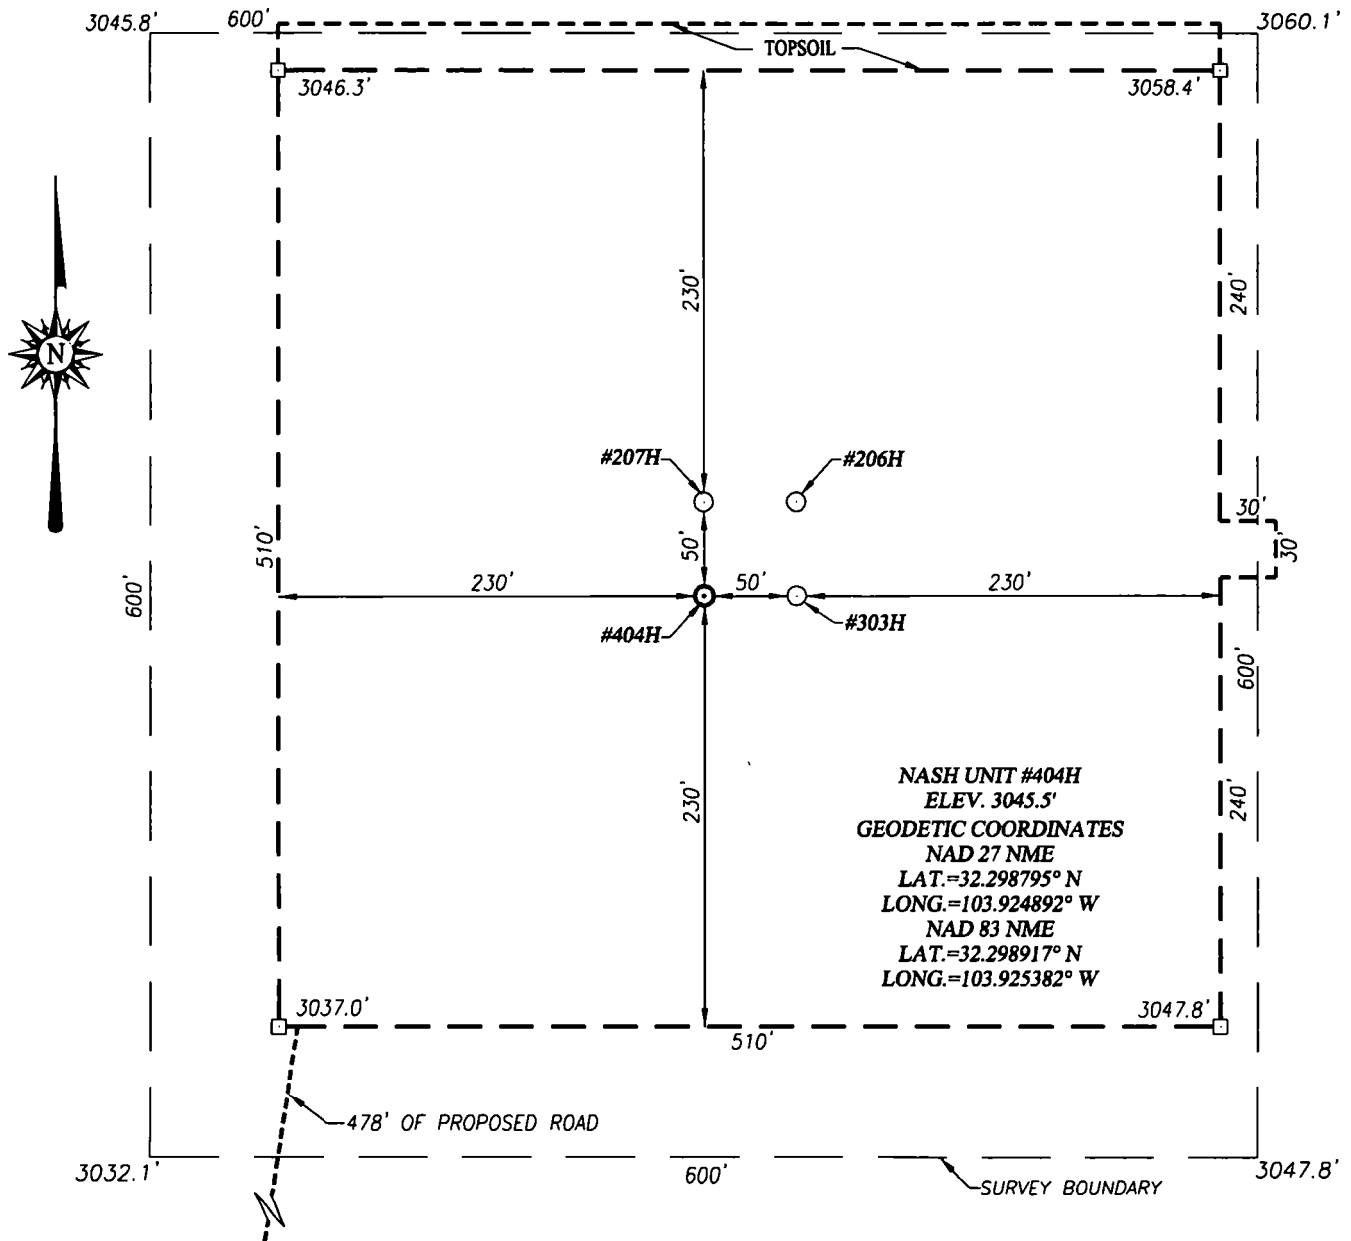 3045.8'
600'
3060.1'
TOPSOIL
3046.3'
3058.4'
230'
240'
N
#207H
#206H
30'
30'
510'
50'
600'
230'
50'
230'
#404H
#303H
600'
NASH UNIT #404H
ELEV. 3045.5'
GEODETIC COORDINATES
NAD 27 NME
LAT.=32.298795° N
LONG.=103.924892° W
NAD 83 NME
LAT.=32.298917° N
LONG.=103.925382° W
230'
240'
3037.0'
3047.8'
510'
478' OF PROPOSED ROAD
3032.1'
600'
SURVEY BOUNDARY
3047.8'